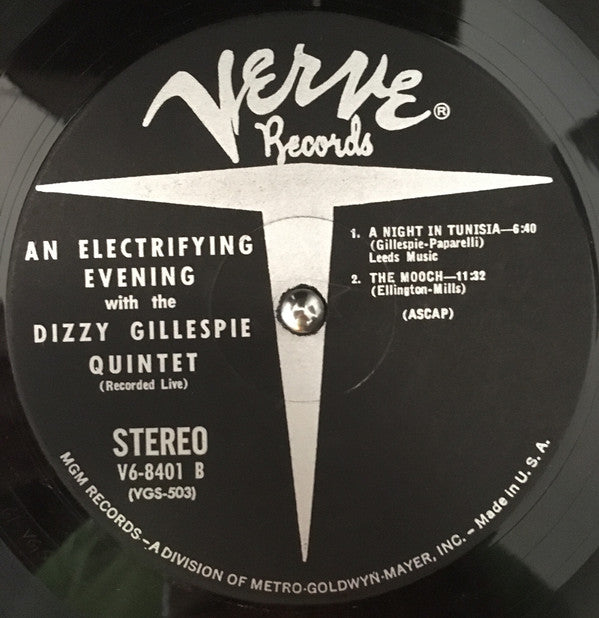 VERVE ®
Records
AN ELECTRIFYING
EVENING
with the
DIZZY GILLESPIE
QUINTET
(Recorded Live)
STEREO
V6-8401 B
(VGS-503)
1. A NIGHT IN TUNISIA—6:40
(Gillespie-Paparelli)
Leeds Music
2. THE MOOCH—11:32
(Ellington-Mills)
(ASCAP)
MGM RECORDS—A DIVISION OF METRO-GOLDWYN-MAYER, INC. – Made in U. S. A.